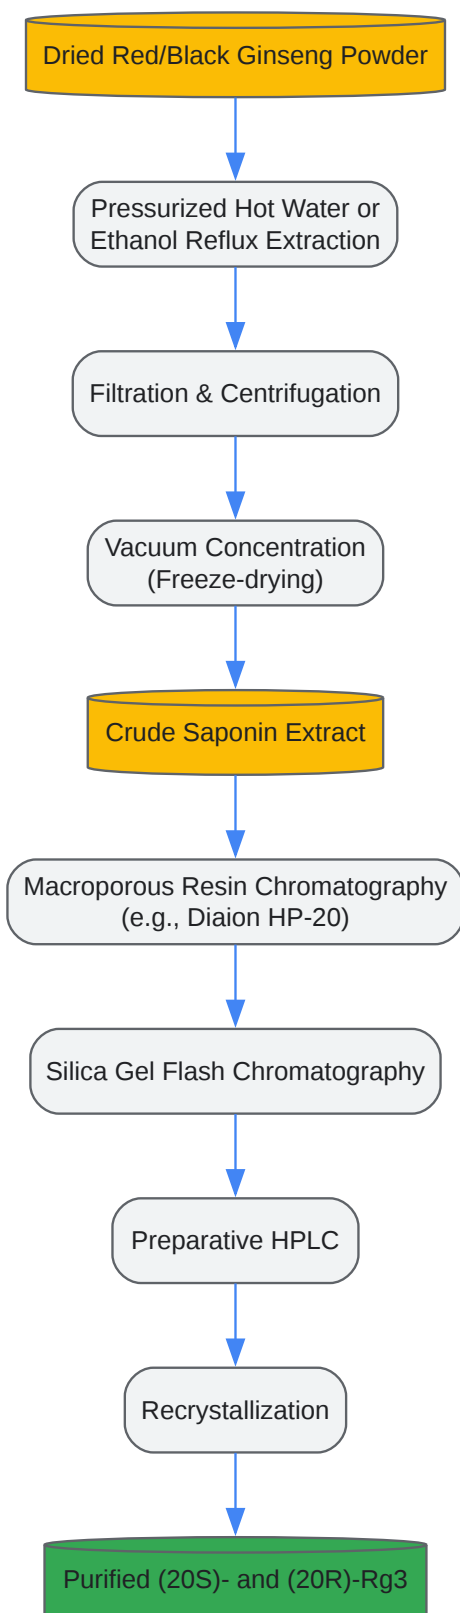 Dried Red/Black Ginseng Powder
Pressurized Hot Water or
Ethanol Reflux Extraction
Filtration & Centrifugation
Vacuum Concentration
(Freeze-drying)
Crude Saponin Extract
Macroporous Resin Chromatography
(e.g., Diaion HP-20)
Silica Gel Flash Chromatography
Preparative HPLC
Recrystallization
Purified (20S)- and (20R)-Rg3